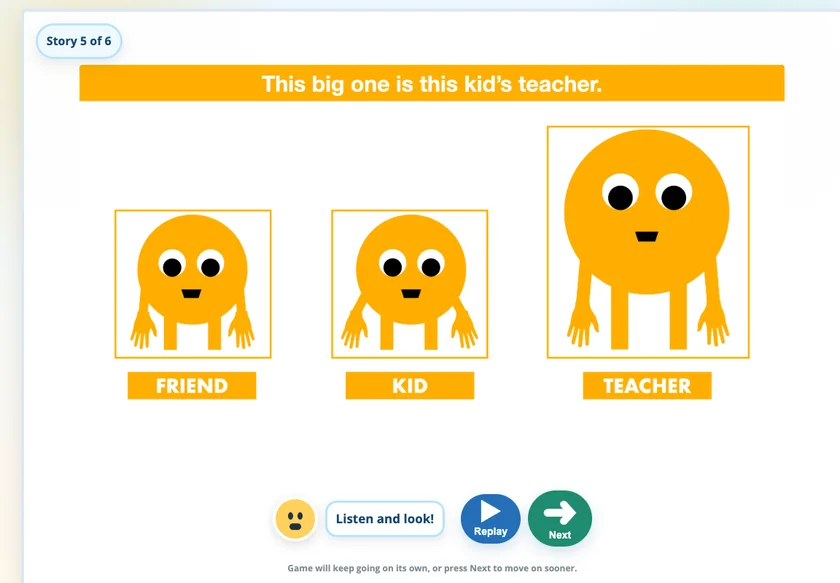 Story 5 of 6
This big one is this kid’s teacher.
FRIEND
KID
TEACHER
Listen and look!
Replay
Next
Game will keep going on its own, or press Next to move on sooner.